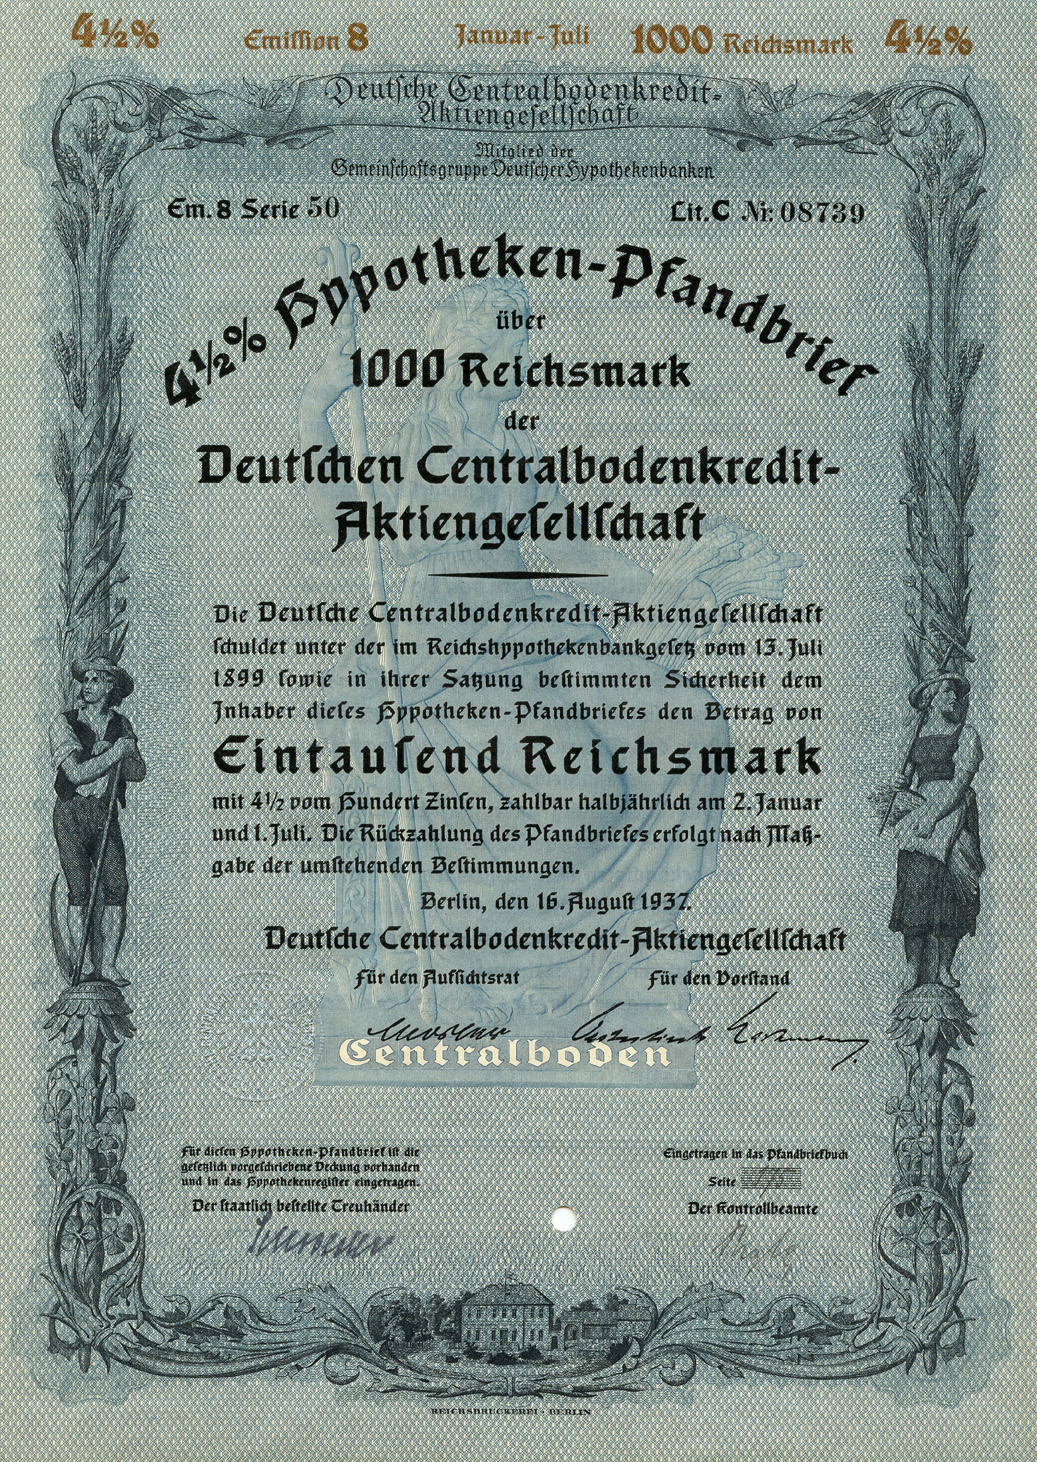 4½% Emission 8 Januar-Juli 1000 Reichsmark 4½%
Deutsche Centralbodenkredit-
Aktiengesellschaft
Mitglied der
Gemeinschaftsgruppe Deutscher Hypothekenbanken
Em. 8 Serie 50 Lit. C Nr: 08739
4½% Hypotheken-Pfandbrief
über
1000 Reichsmark
der
Deutschen Centralbodenkredit-
Aktiengesellschaft
Die Deutsche Centralbodenkredit-Aktiengesellschaft
schuldet unter der im Reichshypothekenbankgesetz vom 13. Juli
1899 sowie in ihrer Satzung bestimmten Sicherheit dem
Inhaber dieses Hypotheken-Pfandbriefes den Betrag von
Eintausend Reichsmark
mit 4½ vom Hundert Zinsen, zahlbar halbjährlich am 2. Januar
und 1. Juli. Die Rückzahlung des Pfandbriefes erfolgt nach Maß-
gabe der umstehenden Bestimmungen.
Berlin, den 16. August 1937.
Deutsche Centralbodenkredit-Aktiengesellschaft
Für den Aufsichtsrat Für den Vorstand
Centralboden
Für diesen Hypotheken-Pfandbrief ist die
gesetzlich vorgeschriebene Deckung vorhanden
und in das Hypothekenregister eingetragen.
Der staatlich bestellte Treuhänder
Eingetragen in das Pfandbriefbuch
Seite
Der Kontrollbeamte
REICHSDRUCKEREI · BERLIN